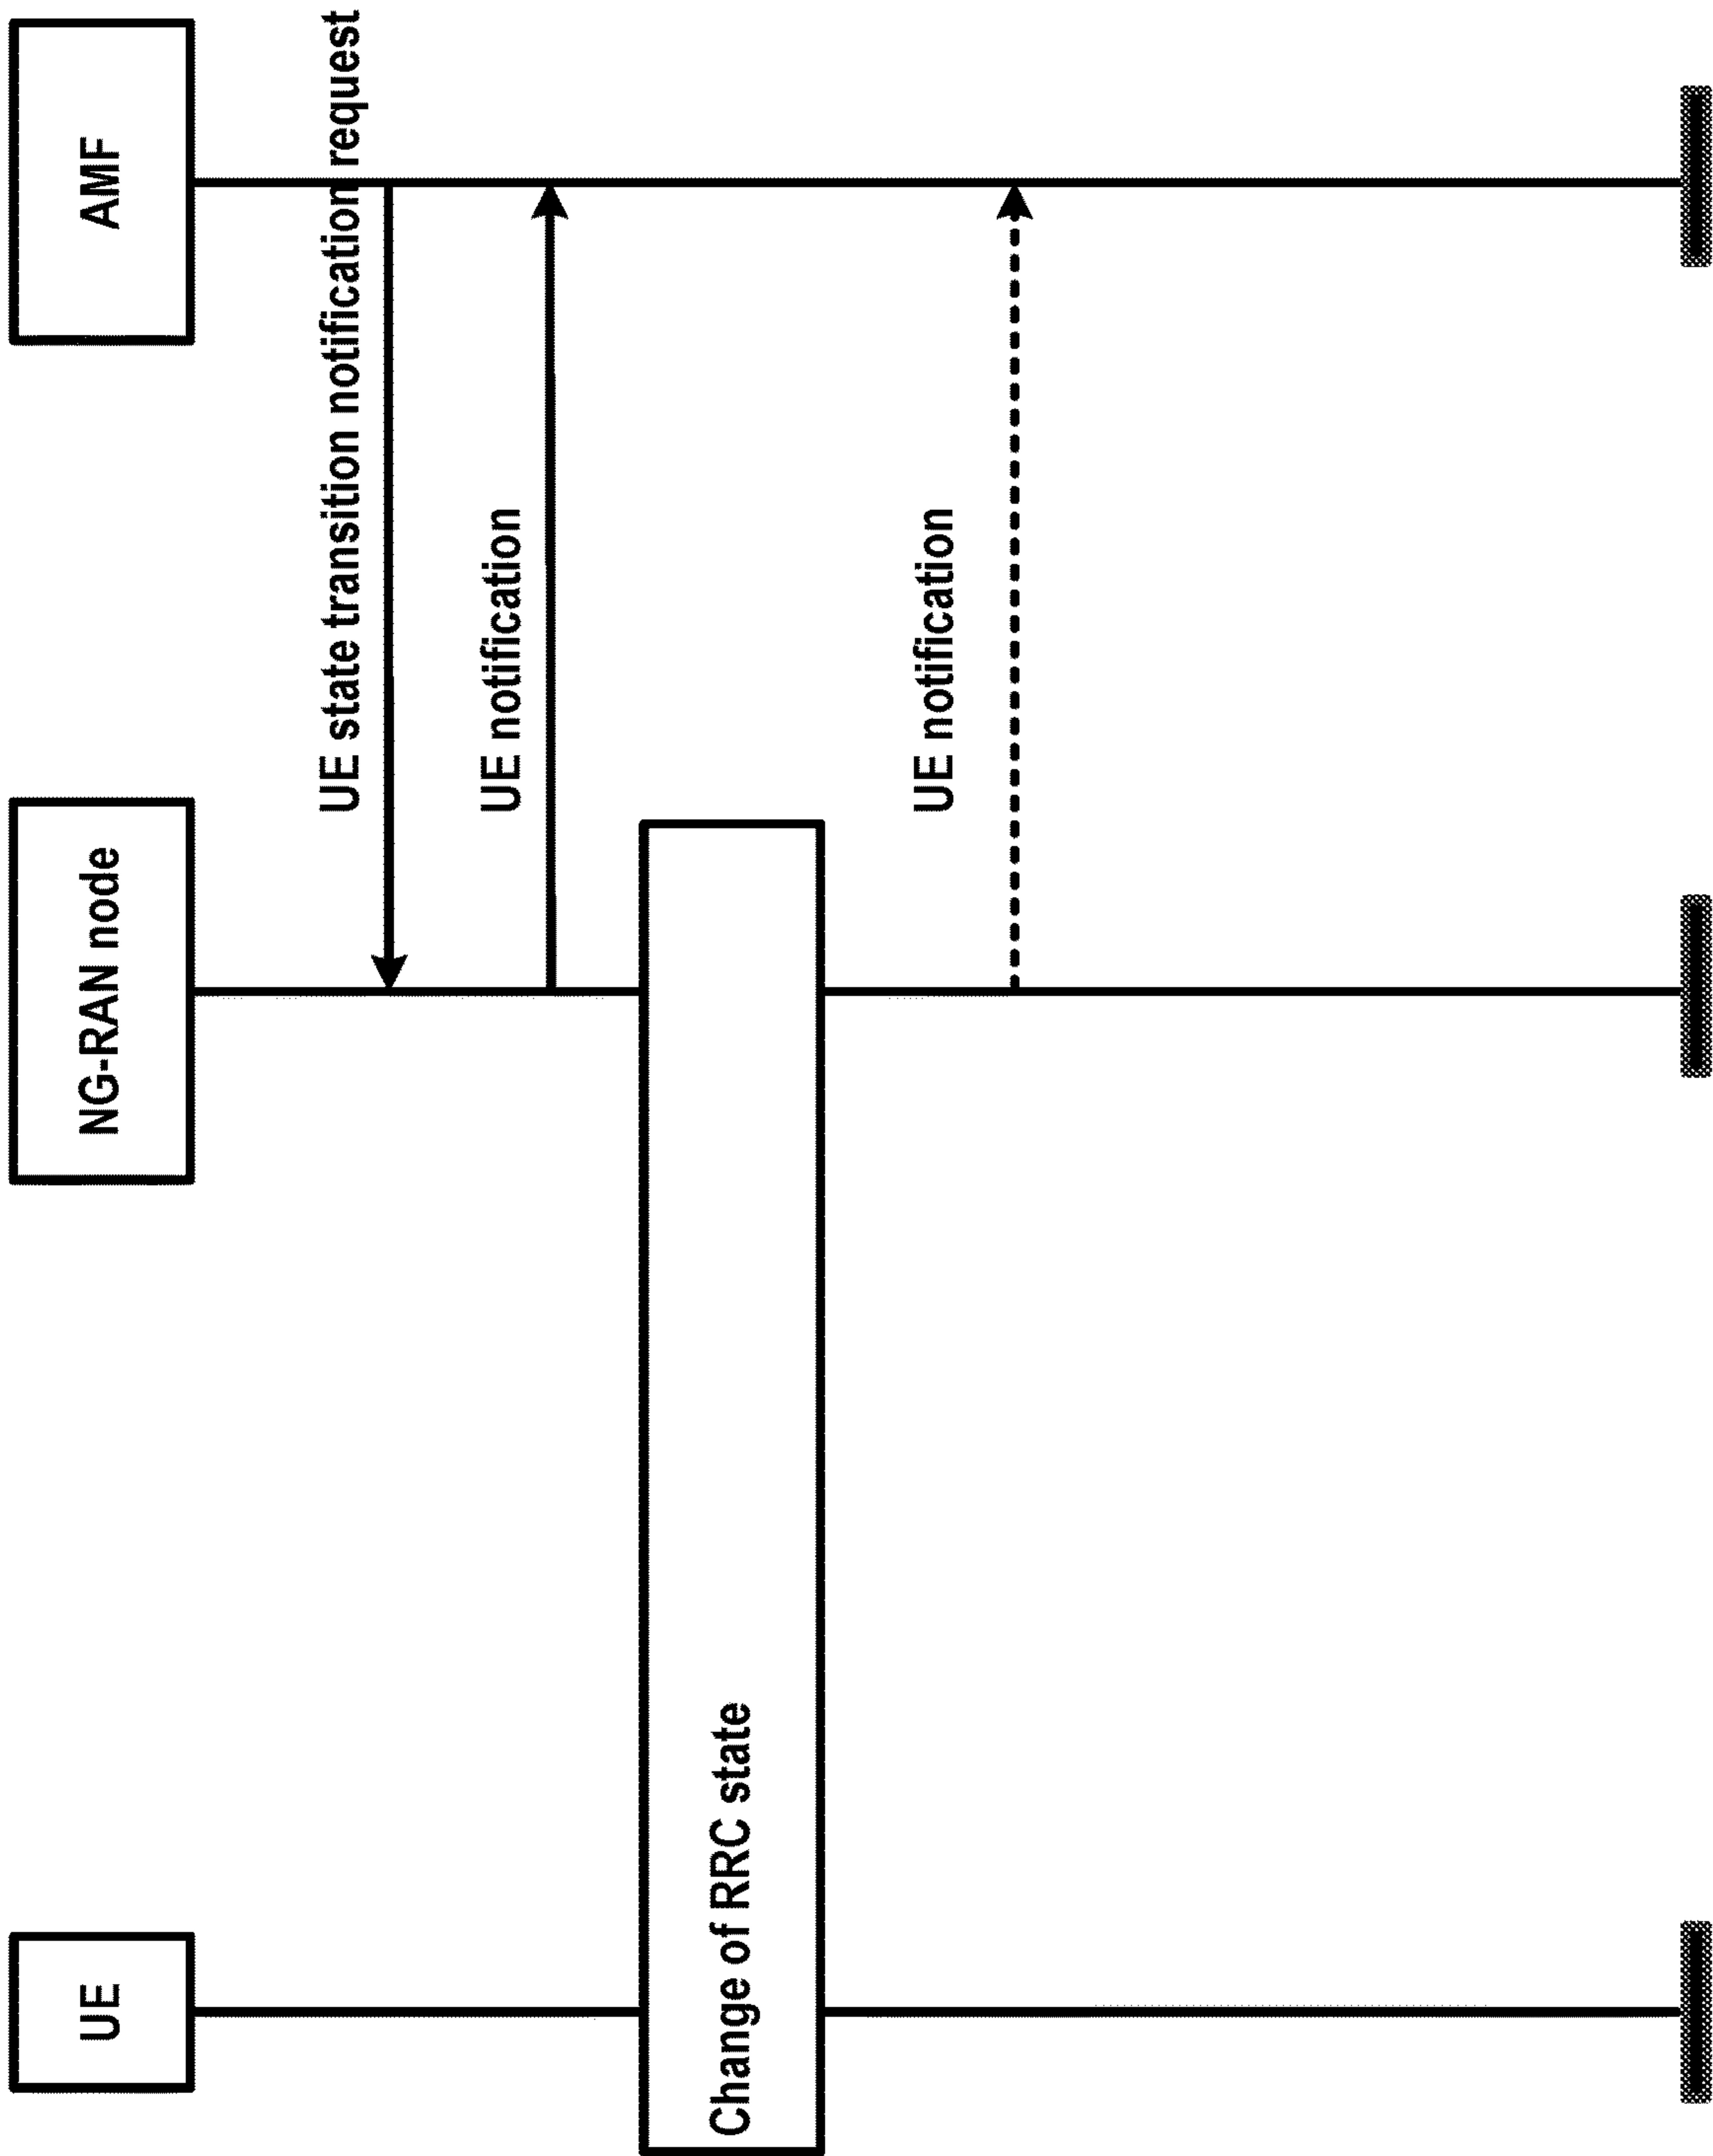 UE
NG-RAN node
AMF
UE state transition notification request
UE notification
Change of RRC state
UE notification